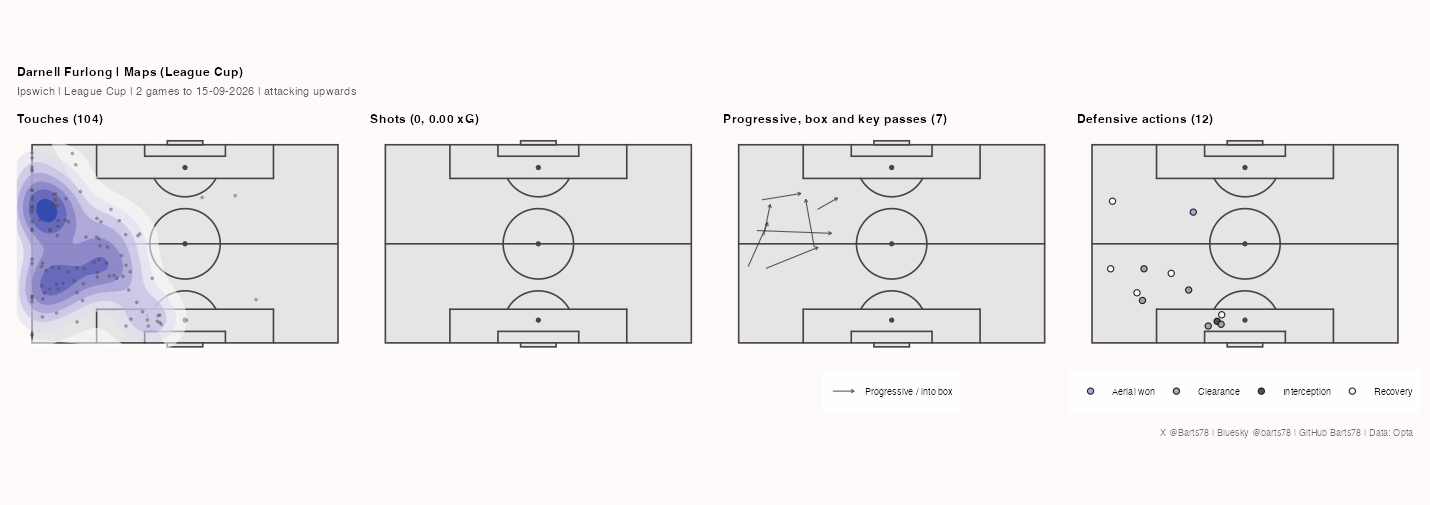 Darnell Furlong | Maps (League Cup)
Ipswich | League Cup | 2 games to 15-09-2026 | attacking upwards
Touches (104)
Shots (0, 0.00 xG)
Progressive, box and key passes (7)
Defensive actions (12)
Progressive / into box
Aerial won
Clearance
Interception
Recovery
X @Barts78 | Bluesky @barts78 | GitHub Barts78 | Data: Opta